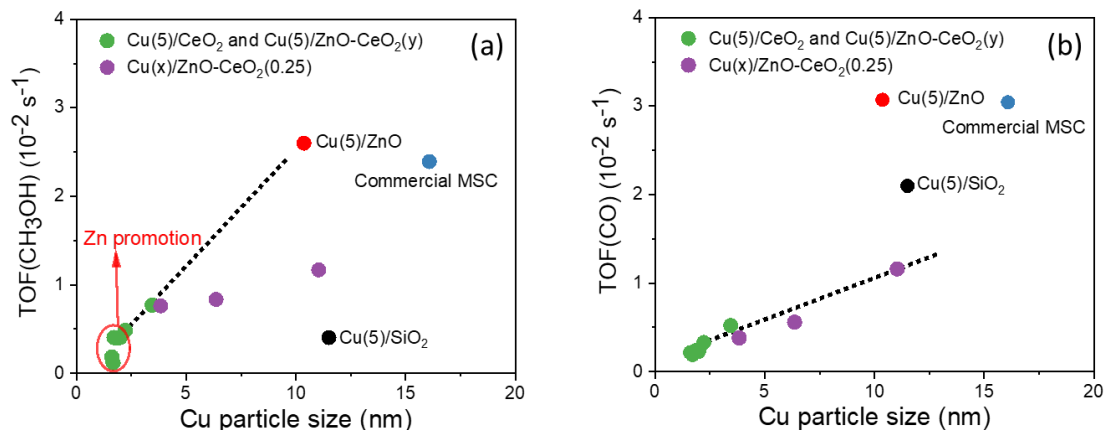 (a)
Cu(5)/CeO₂ and Cu(5)/ZnO-CeO₂(y)
Cu(x)/ZnO-CeO₂(0.25)
Cu(5)/ZnO
Commercial MSC
Zn promotion
Cu(5)/SiO₂
TOF(CH₃OH) (10⁻² s⁻¹)
4
3
2
1
0
0 5 10 15 20
Cu particle size (nm)
(b)
Cu(5)/CeO₂ and Cu(5)/ZnO-CeO₂(y)
Cu(x)/ZnO-CeO₂(0.25)
Cu(5)/ZnO
Commercial MSC
Cu(5)/SiO₂
TOF(CO) (10⁻² s⁻¹)
4
3
2
1
0
0 5 10 15 20
Cu particle size (nm)